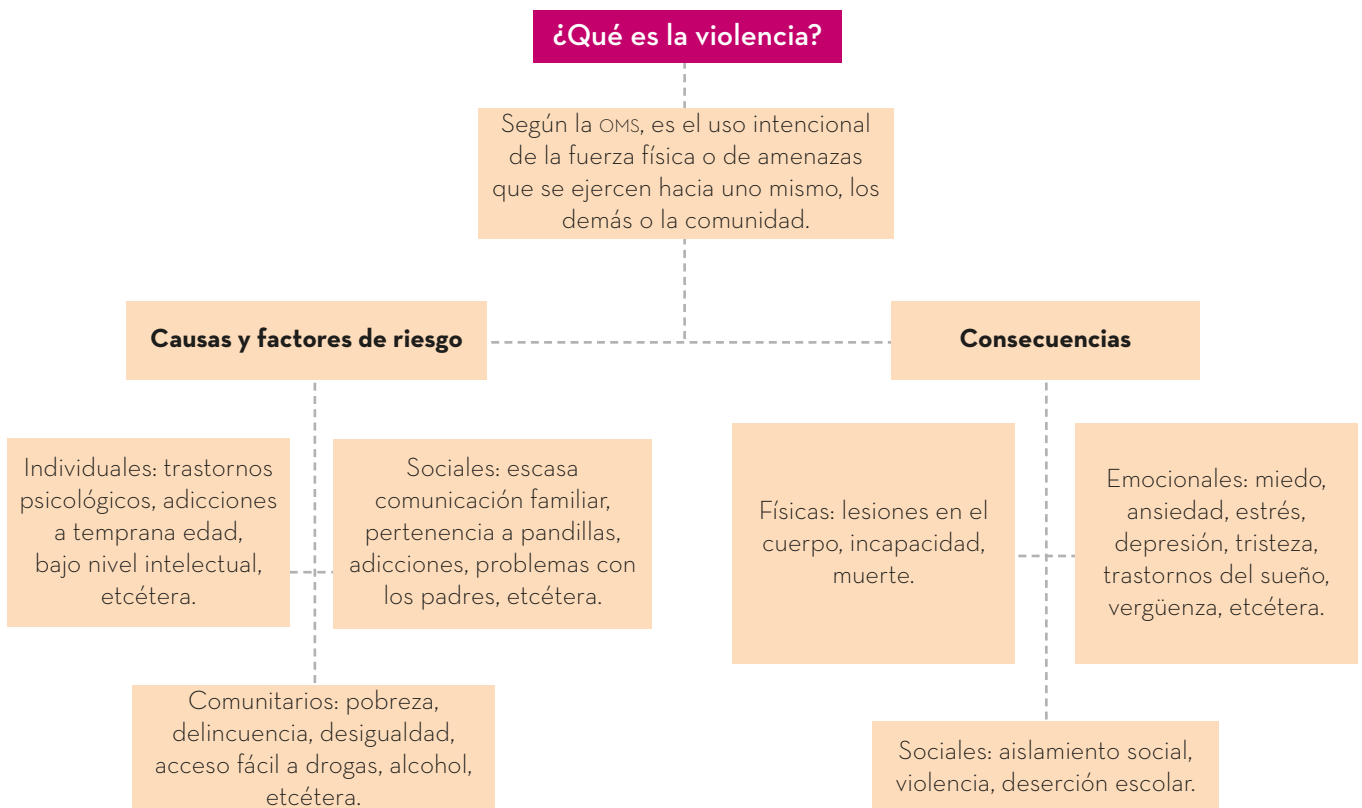 ¿Qué es la violencia?
Según la OMS, es el uso intencional
de la fuerza física o de amenazas
que se ejercen hacia uno mismo, los
demás o la comunidad.
Causas y factores de riesgo
Individuales: trastornos
psicológicos, adicciones
a temprana edad,
bajo nivel intelectual,
etcétera.
Sociales: escasa
comunicación familiar,
pertenencia a pandillas,
adicciones, problemas con
los padres, etcétera.
Comunitarios: pobreza,
delincuencia, desigualdad,
acceso fácil a drogas, alcohol,
etcétera.
Consecuencias
Físicas: lesiones en el
cuerpo, incapacidad,
muerte.
Emocionales: miedo,
ansiedad, estrés,
depresión, tristeza,
trastornos del sueño,
vergüenza, etcétera.
Sociales: aislamiento social,
violencia, deserción escolar.